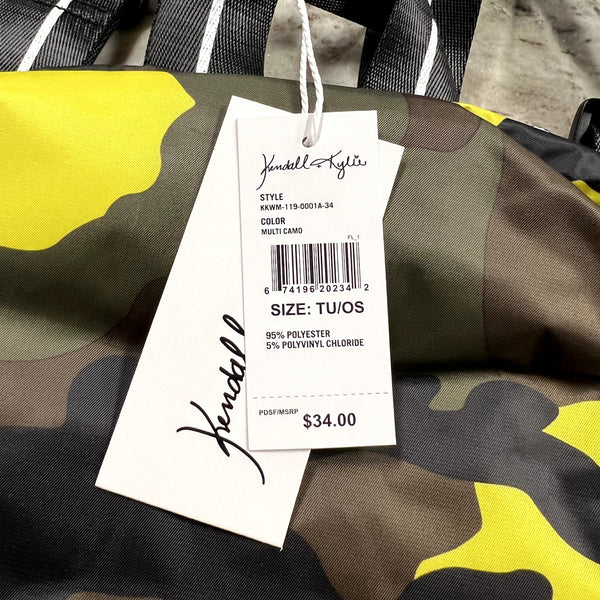 Kendall + Kylie
STYLE
KKWM-119-0001A-34
COLOR
MULTI CAMO
FL_1
6 74196 20234 2
SIZE: TU/OS
95% POLYESTER
5% POLYVINYL CHLORIDE
PDSF/MSRP $34.00
Kendall